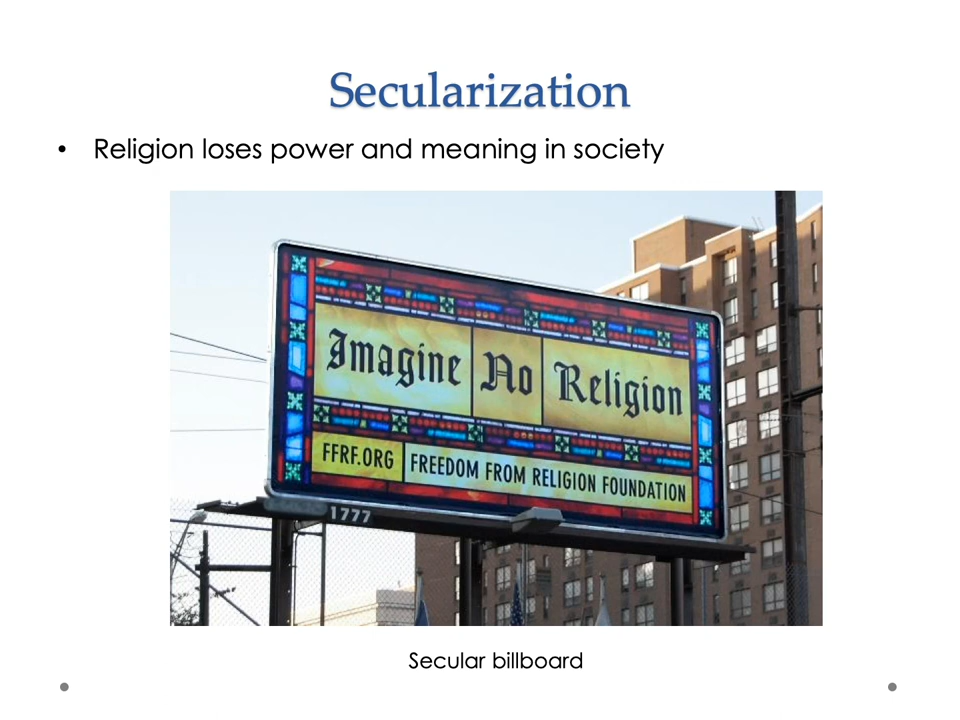 Secularization
• Religion loses power and meaning in society
Imagine No Religion
FFRF.ORG FREEDOM FROM RELIGION FOUNDATION
1777
Secular billboard